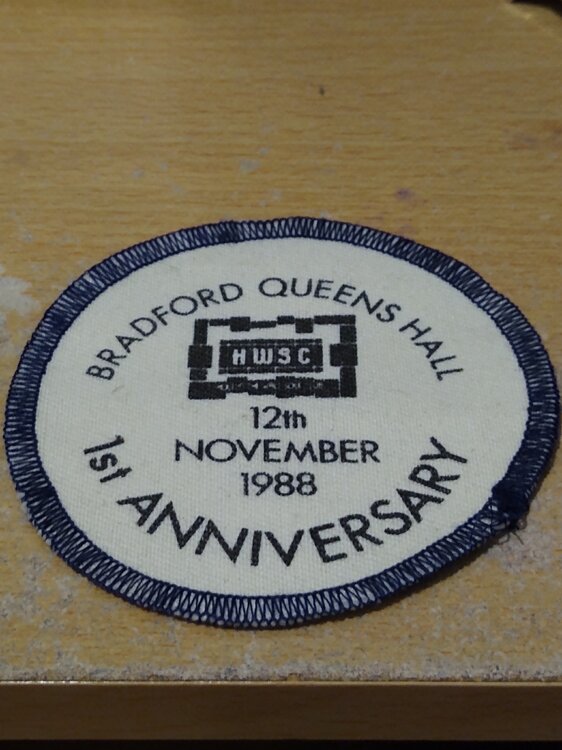 BRADFORD QUEENS HALL
HWSC
12th
NOVEMBER
1988
1st ANNIVERSARY